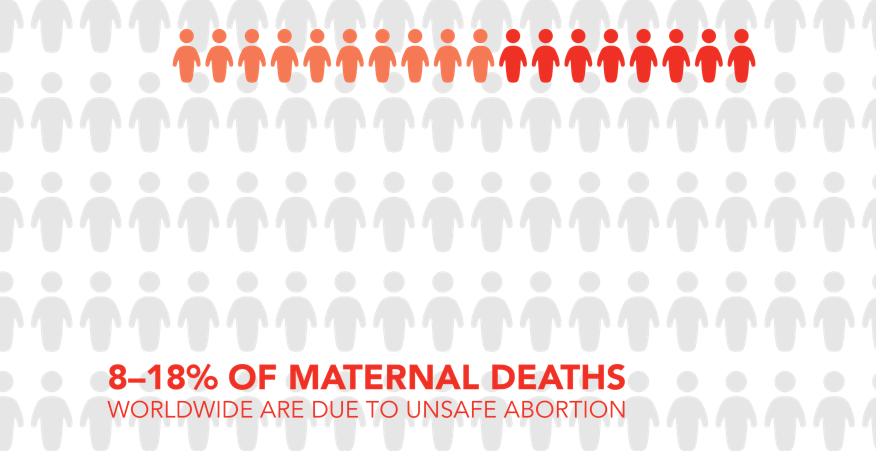 8–18% OF MATERNAL DEATHS
WORLDWIDE ARE DUE TO UNSAFE ABORTION